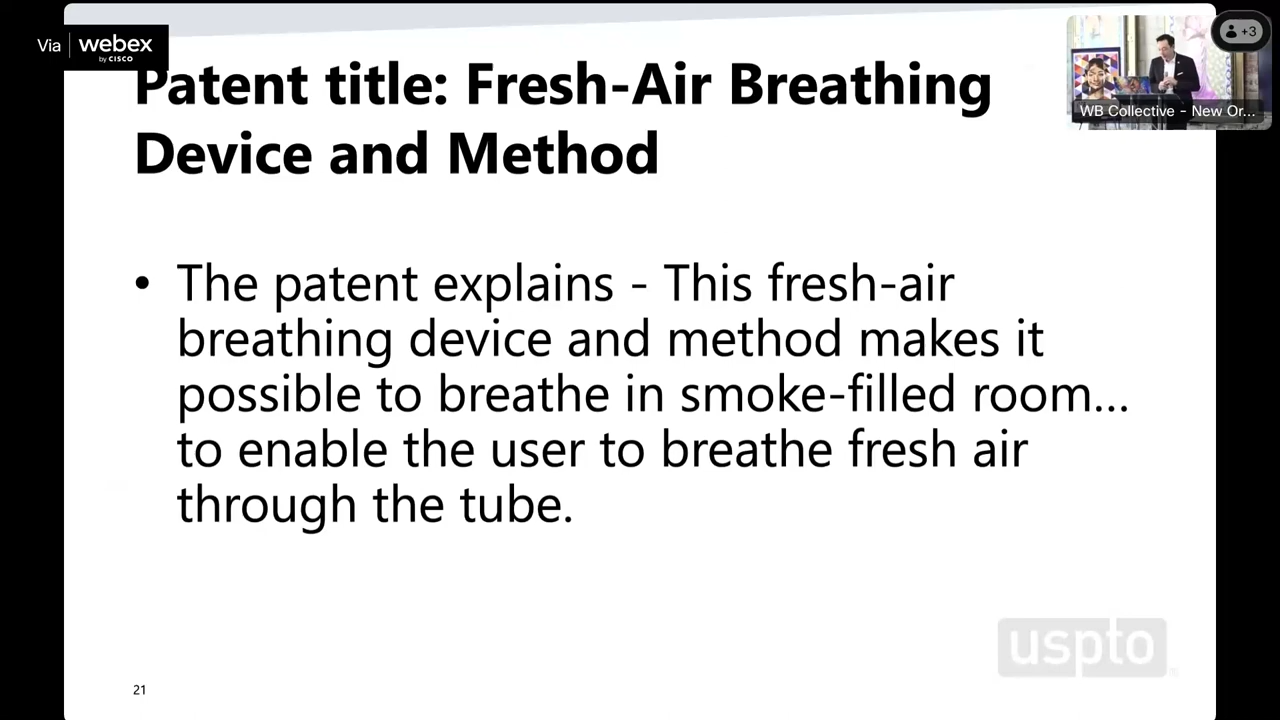 Via webex
by CISCO
+3
WB Collective - New Or...
Patent title: Fresh-Air Breathing
Device and Method
• The patent explains - This fresh-air
breathing device and method makes it
possible to breathe in smoke-filled room...
to enable the user to breathe fresh air
through the tube.
uspto
21